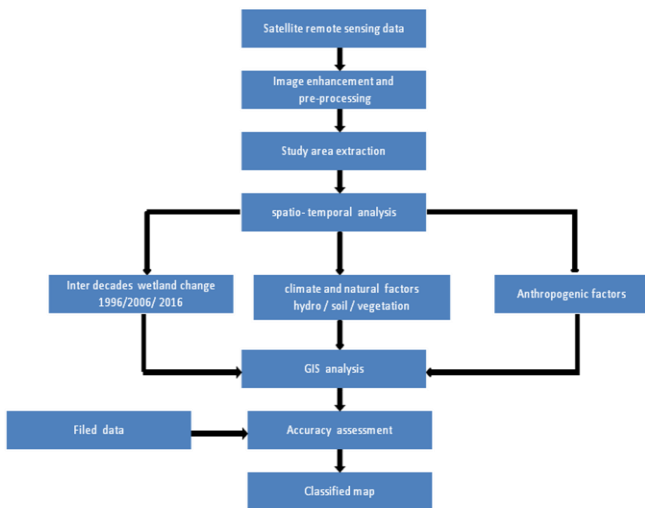 Satellite remote sensing data
Image enhancement and
pre-processing
Study area extraction
spatio- temporal analysis
Inter decades wetland change
1996/2006/ 2016
climate and natural factors
hydro / soil / vegetation
Anthropogenic factors
GIS analysis
Filed data
Accuracy assessment
Classified map